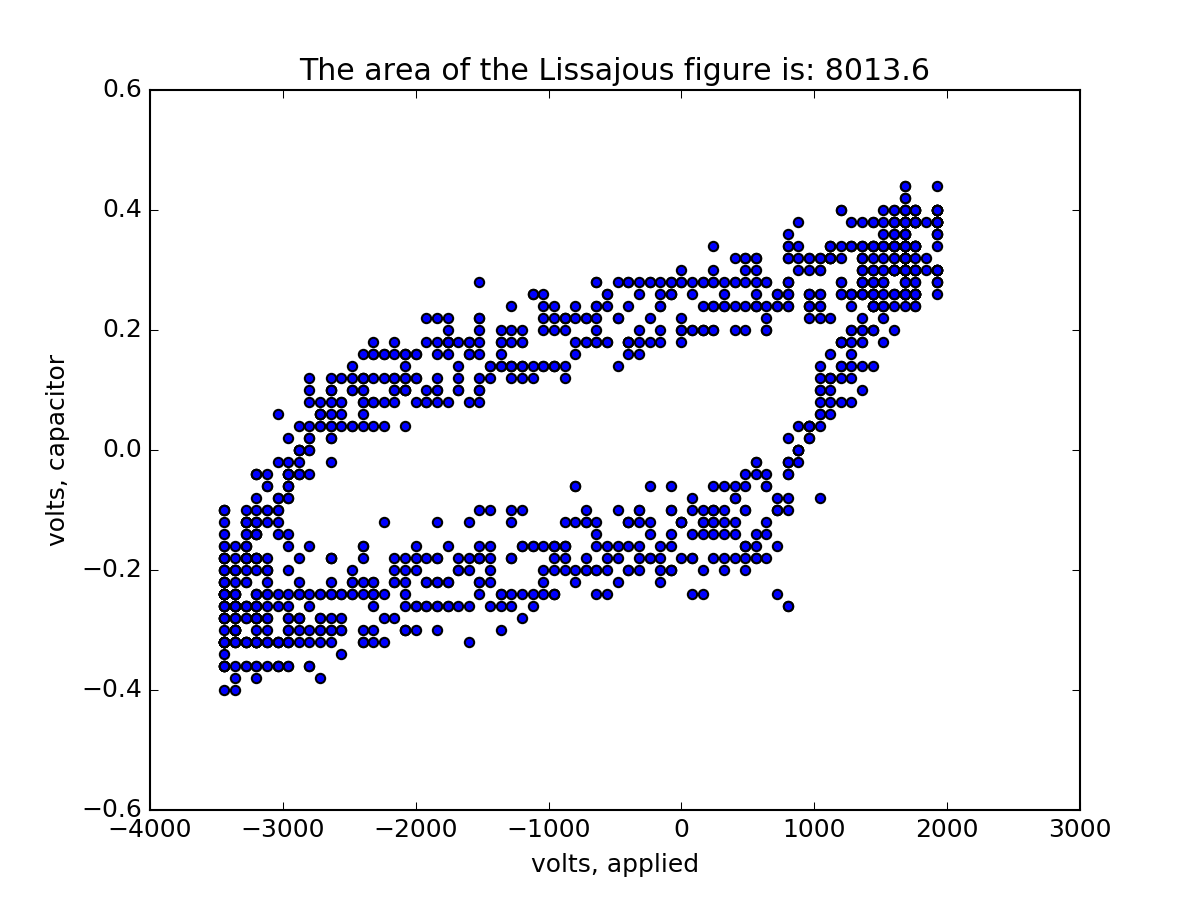 The area of the Lissajous figure is: 8013.6
0.6
0.4
0.2
0.0
−0.2
−0.4
−0.6
volts, capacitor
−4000 −3000 −2000 −1000 0 1000 2000 3000
volts, applied